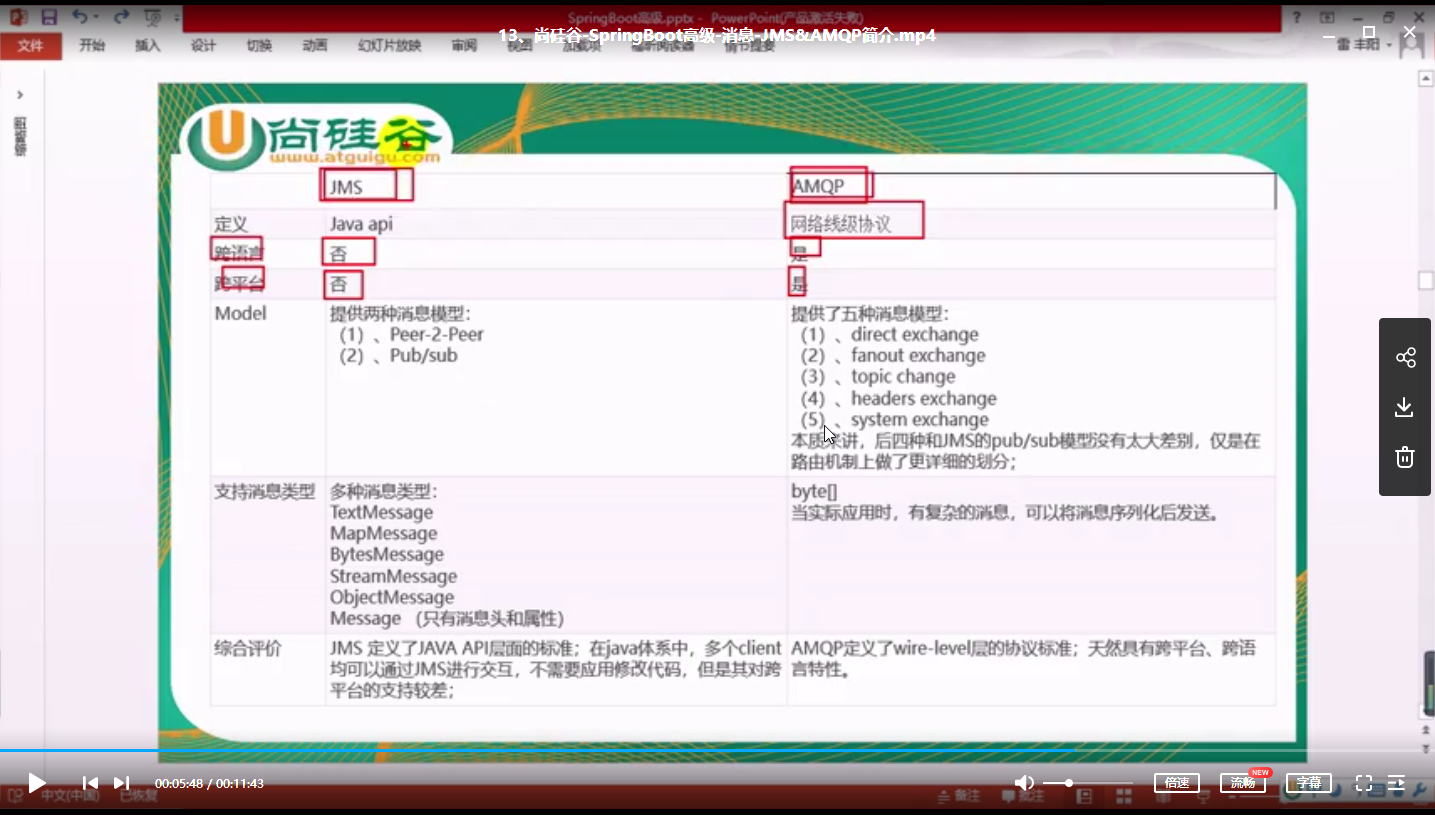 SpringBoot高级.pptx - PowerPoint(产品激活失败)
13、尚硅谷-SpringBoot高级-消息-JMS&AMQP简介.mp4
文件 开始 插入 设计 切换 动画 幻灯片放映 审阅 视图 加载项 福昕阅读器 情节提要
雷丰阳
缩略图
尚硅谷
www.atguigu.com
JMS AMQP
定义 Java api 网络线级协议
跨语言 否 是
跨平台 否 是
Model 提供两种消息模型: 提供了五种消息模型:
(1)、Peer-2-Peer (1)、direct exchange
(2)、Pub/sub (2)、fanout exchange
(3)、topic change
(4)、headers exchange
(5)、system exchange
本质来讲，后四种和JMS的pub/sub模型没有太大差别，仅是在
路由机制上做了更详细的划分;
支持消息类型 多种消息类型: byte[]
TextMessage 当实际应用时，有复杂的消息，可以将消息序列化后发送。
MapMessage
BytesMessage
StreamMessage
ObjectMessage
Message （只有消息头和属性）
综合评价 JMS 定义了JAVA API层面的标准；在java体系中，多个client AMQP定义了wire-level层的协议标准；天然具有跨平台、跨语
均可以通过JMS进行交互，不需要应用修改代码，但是其对跨 言特性。
平台的支持较差；
00:05:48 / 00:11:43
倍速 流畅 NEW 字幕
中文(中国) 已恢复 备注 批注